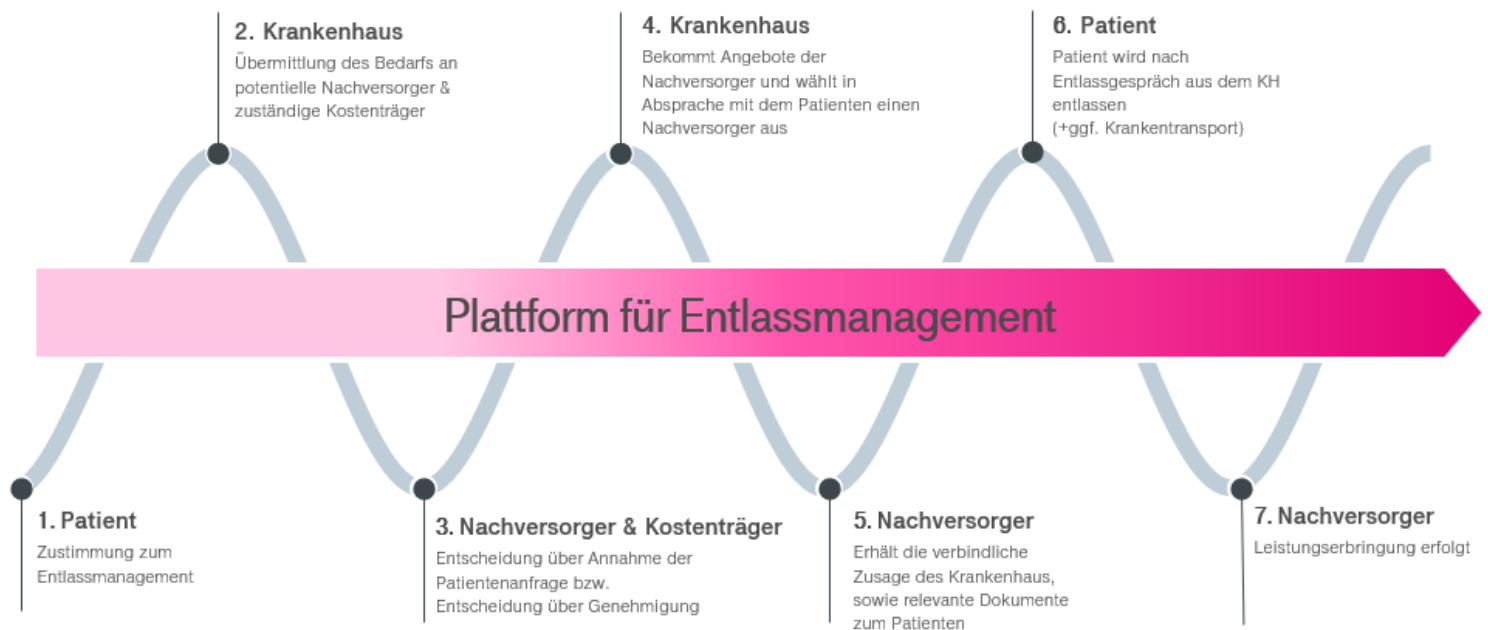 2. Krankenhaus
Übermittlung des Bedarfs an
potentielle Nachversorger &
zuständige Kostenträger
4. Krankenhaus
Bekommt Angebote der
Nachversorger und wählt in
Absprache mit dem Patienten einen
Nachversorger aus
6. Patient
Patient wird nach
Entlassgespräch aus dem KH
entlassen
(+ggf. Krankentransport)
Plattform für Entlassmanagement
1. Patient
Zustimmung zum
Entlassmanagement
3. Nachversorger & Kostenträger
Entscheidung über Annahme der
Patientenanfrage bzw.
Entscheidung über Genehmigung
5. Nachversorger
Erhält die verbindliche
Zusage des Krankenhaus,
sowie relevante Dokumente
zum Patienten
7. Nachversorger
Leistungserbringung erfolgt